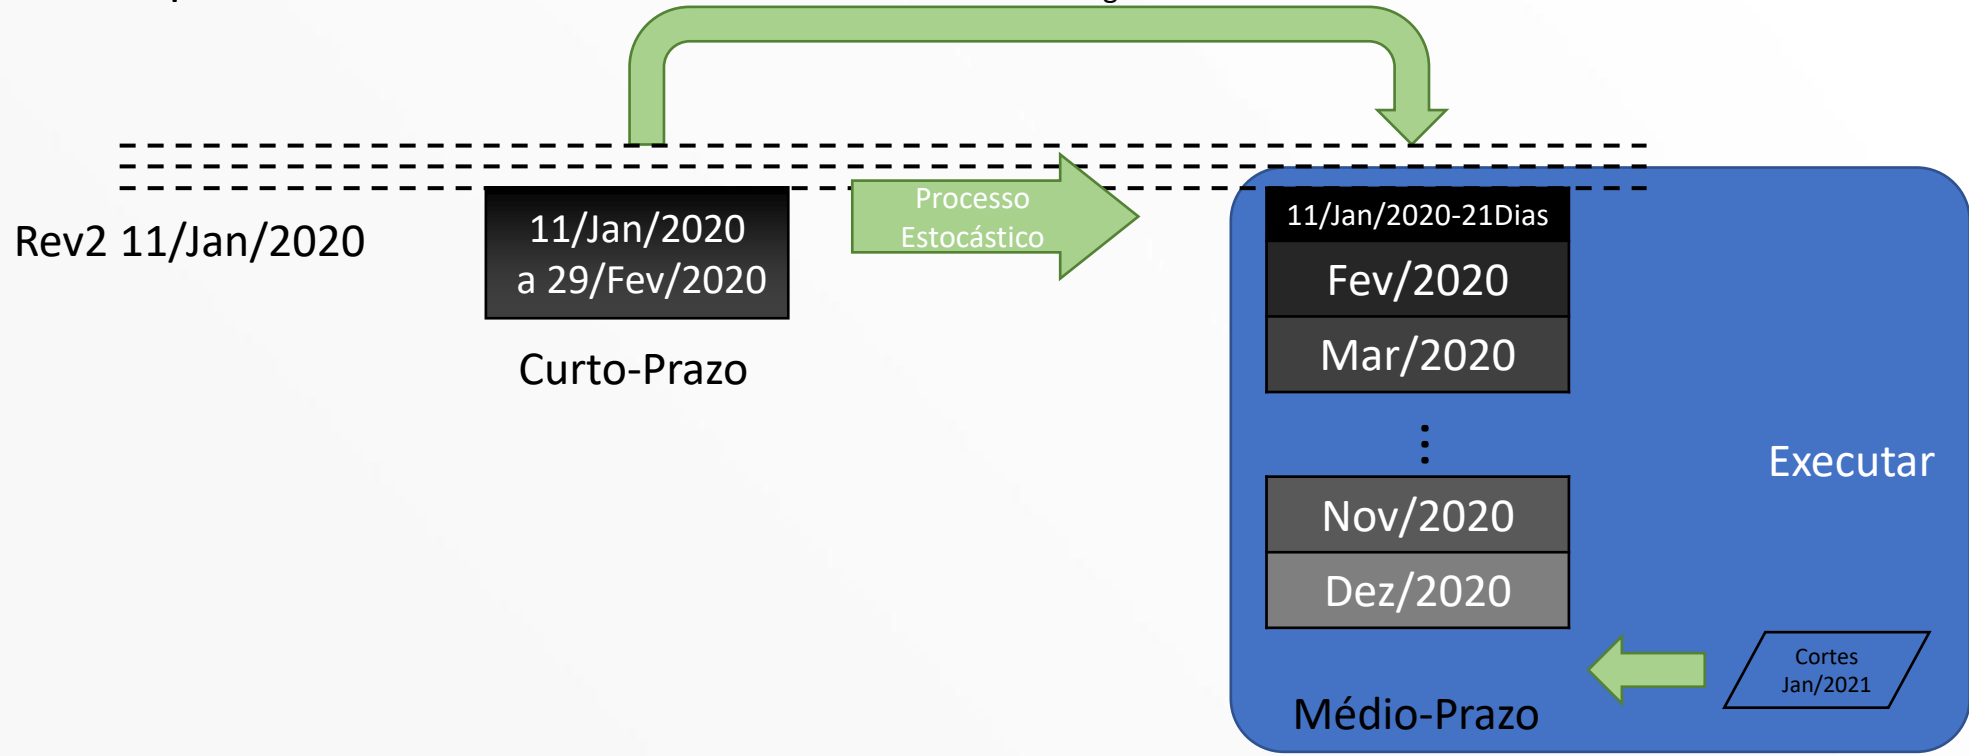 Rev2 11/Jan/2020
11/Jan/2020
a 29/Fev/2020
Curto-Prazo
Processo
Estocástico
11/Jan/2020-21Dias
Fev/2020
Mar/2020
⋮
Nov/2020
Dez/2020
Médio-Prazo
Executar
Cortes
Jan/2021